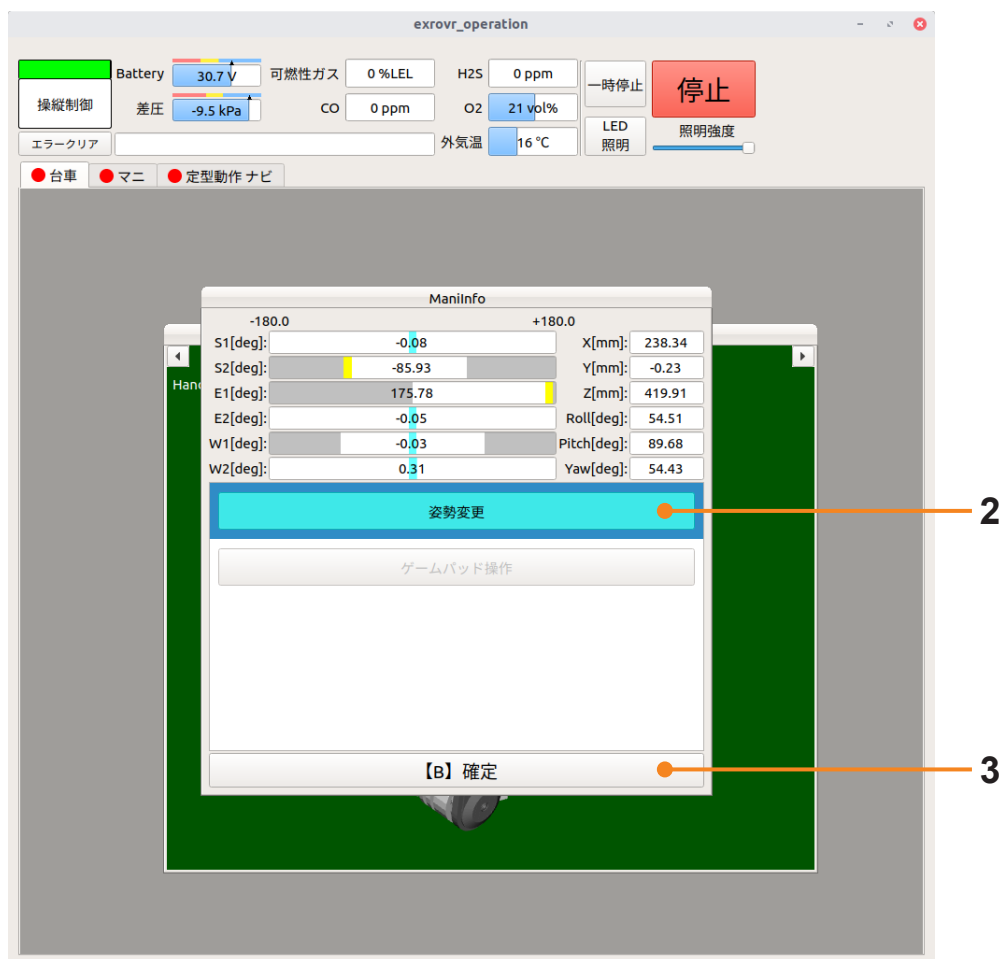 exrovr_operation
Battery 30.7 V 可燃性ガス 0 %LEL H2S 0 ppm 一時停止 停止
操縦制御 差圧 -9.5 kPa CO 0 ppm O2 21 vol% LED 照明 照明強度
エラークリア 外気温 16 °C
台車 マニ 定型動作 ナビ
ManiInfo
-180.0 +180.0
S1[deg]: -0.08 X[mm]: 238.34
S2[deg]: -85.93 Y[mm]: -0.23
Hand
E1[deg]: 175.78 Z[mm]: 419.91
E2[deg]: -0.05 Roll[deg]: 54.51
W1[deg]: -0.03 Pitch[deg]: 89.68
W2[deg]: 0.31 Yaw[deg]: 54.43
姿勢変更 2
ゲームパッド操作
【B】確定 3